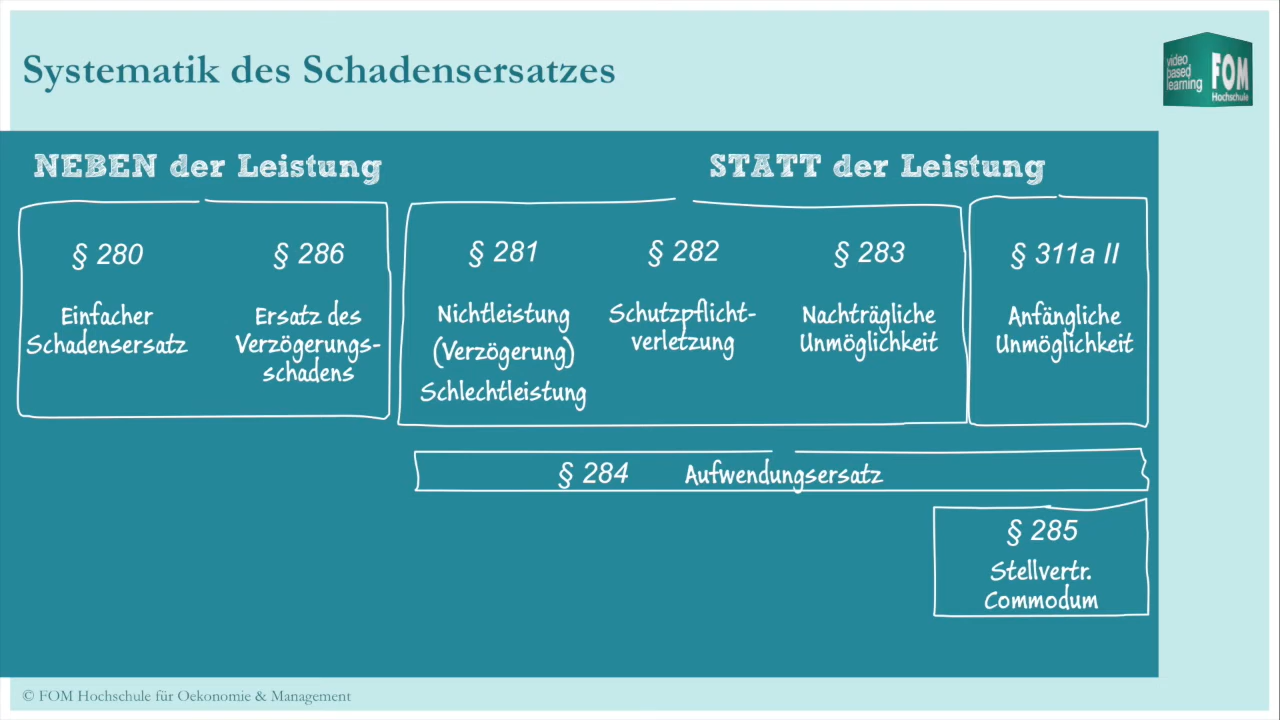 Systematik des Schadensersatzes
video
based
learning
FOM
Hochschule
NEBEN der Leistung
STATT der Leistung
§ 280
Einfacher
Schadensersatz
§ 286
Ersatz des
Verzögerungs-
schadens
§ 281
Nichtleistung
(Verzögerung)
Schlechtleistung
§ 282
Schutzpflicht-
verletzung
§ 283
Nachträgliche
Unmöglichkeit
§ 311a II
Anfängliche
Unmöglichkeit
§ 284 Aufwendungsersatz
§ 285
Stellvertr.
Commodum
© FOM Hochschule für Oekonomie & Management